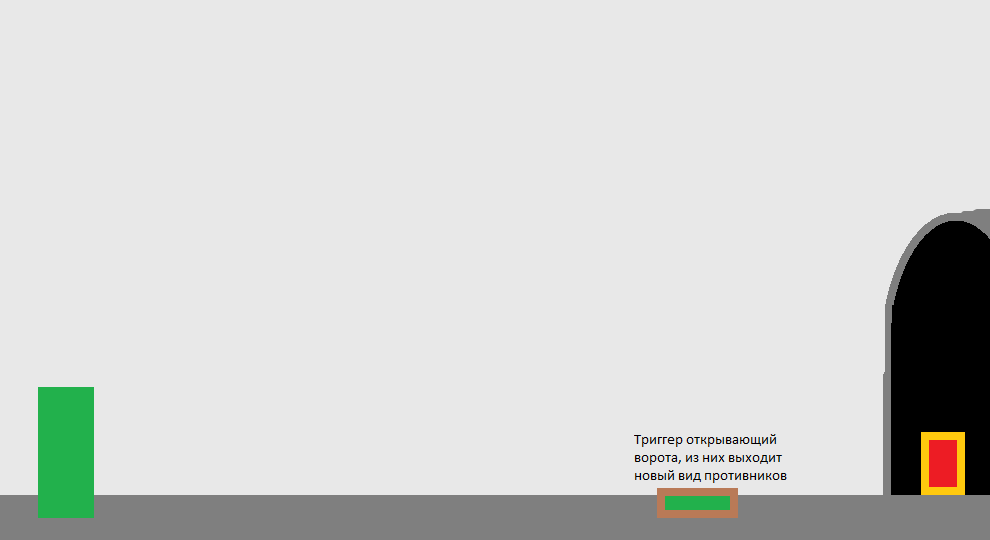 Триггер открывающий
ворота, из них выходит
новый вид противников